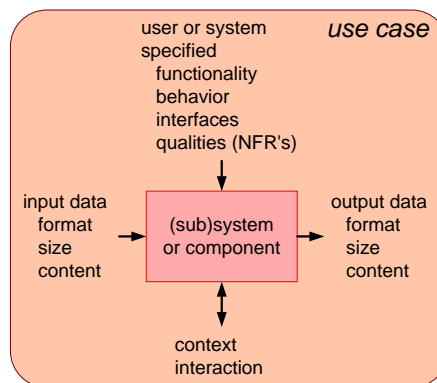 use case
user or system
specified
functionality
behavior
interfaces
qualities (NFR's)
input data
format
size
content
(sub)system
or component
output data
format
size
content
context
interaction